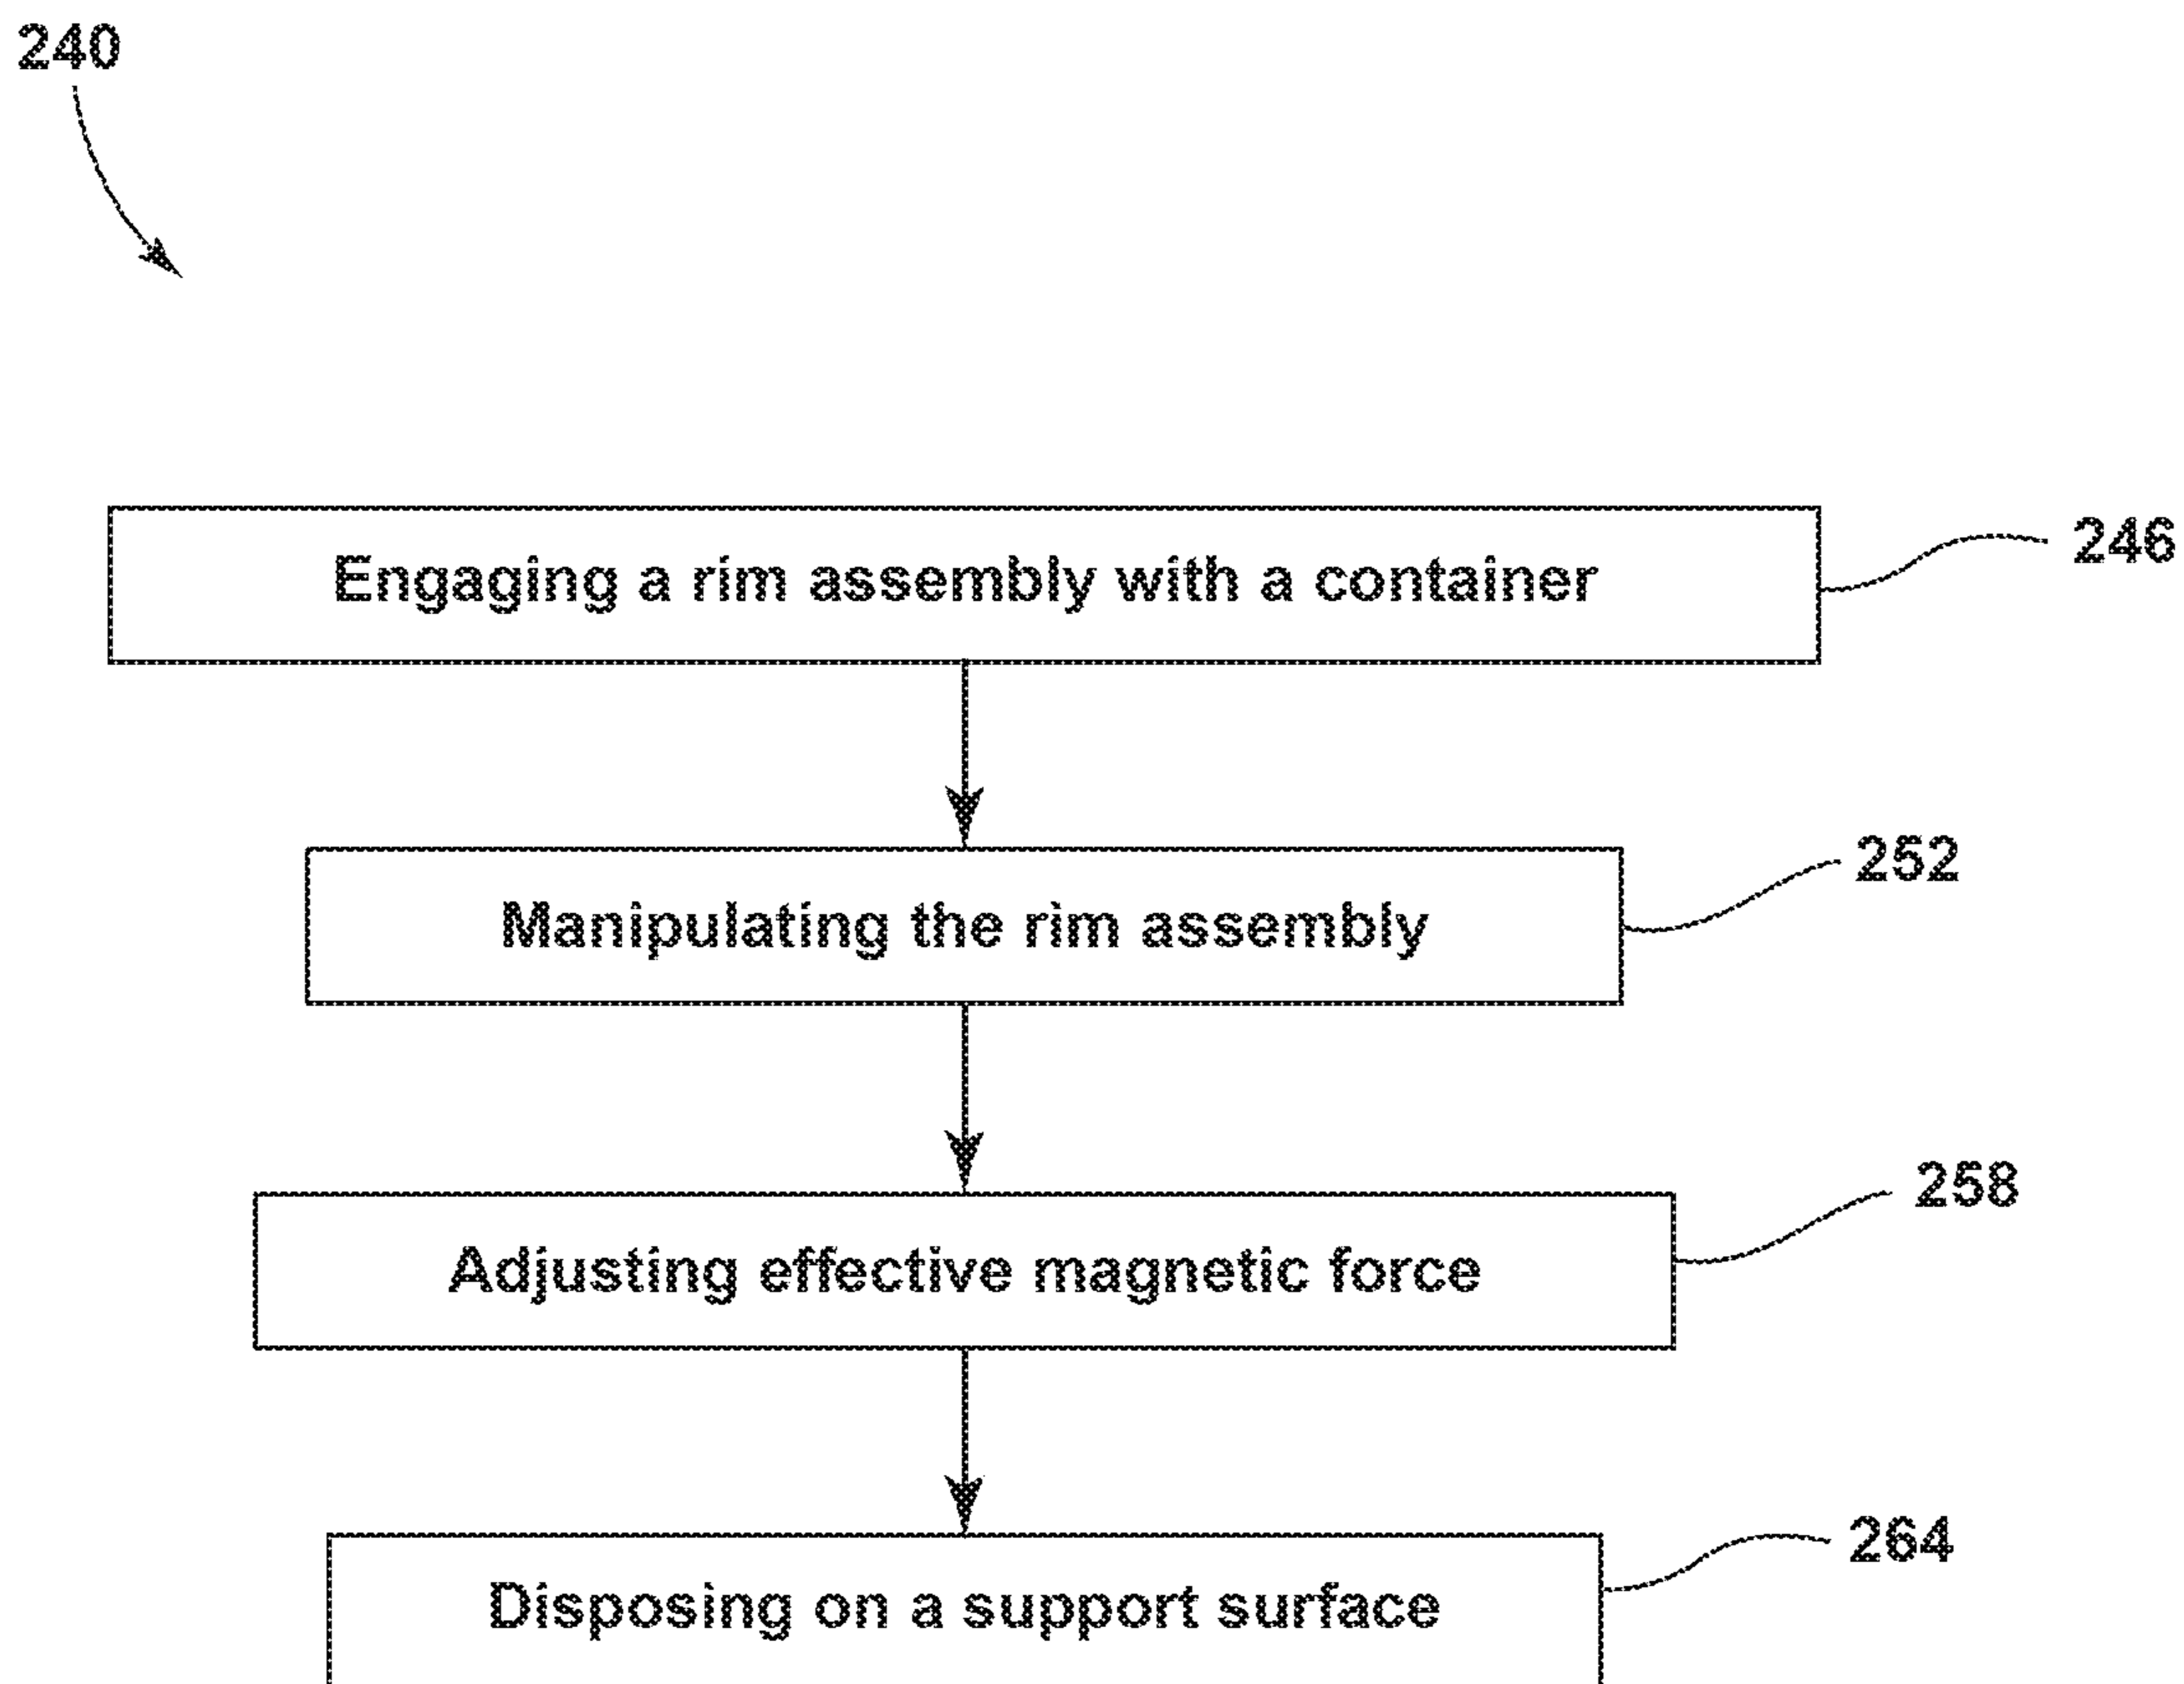 240
Engaging a rim assembly with a container
246
Manipulating the rim assembly
252
Adjusting effective magnetic force
258
Disposing on a support surface
264